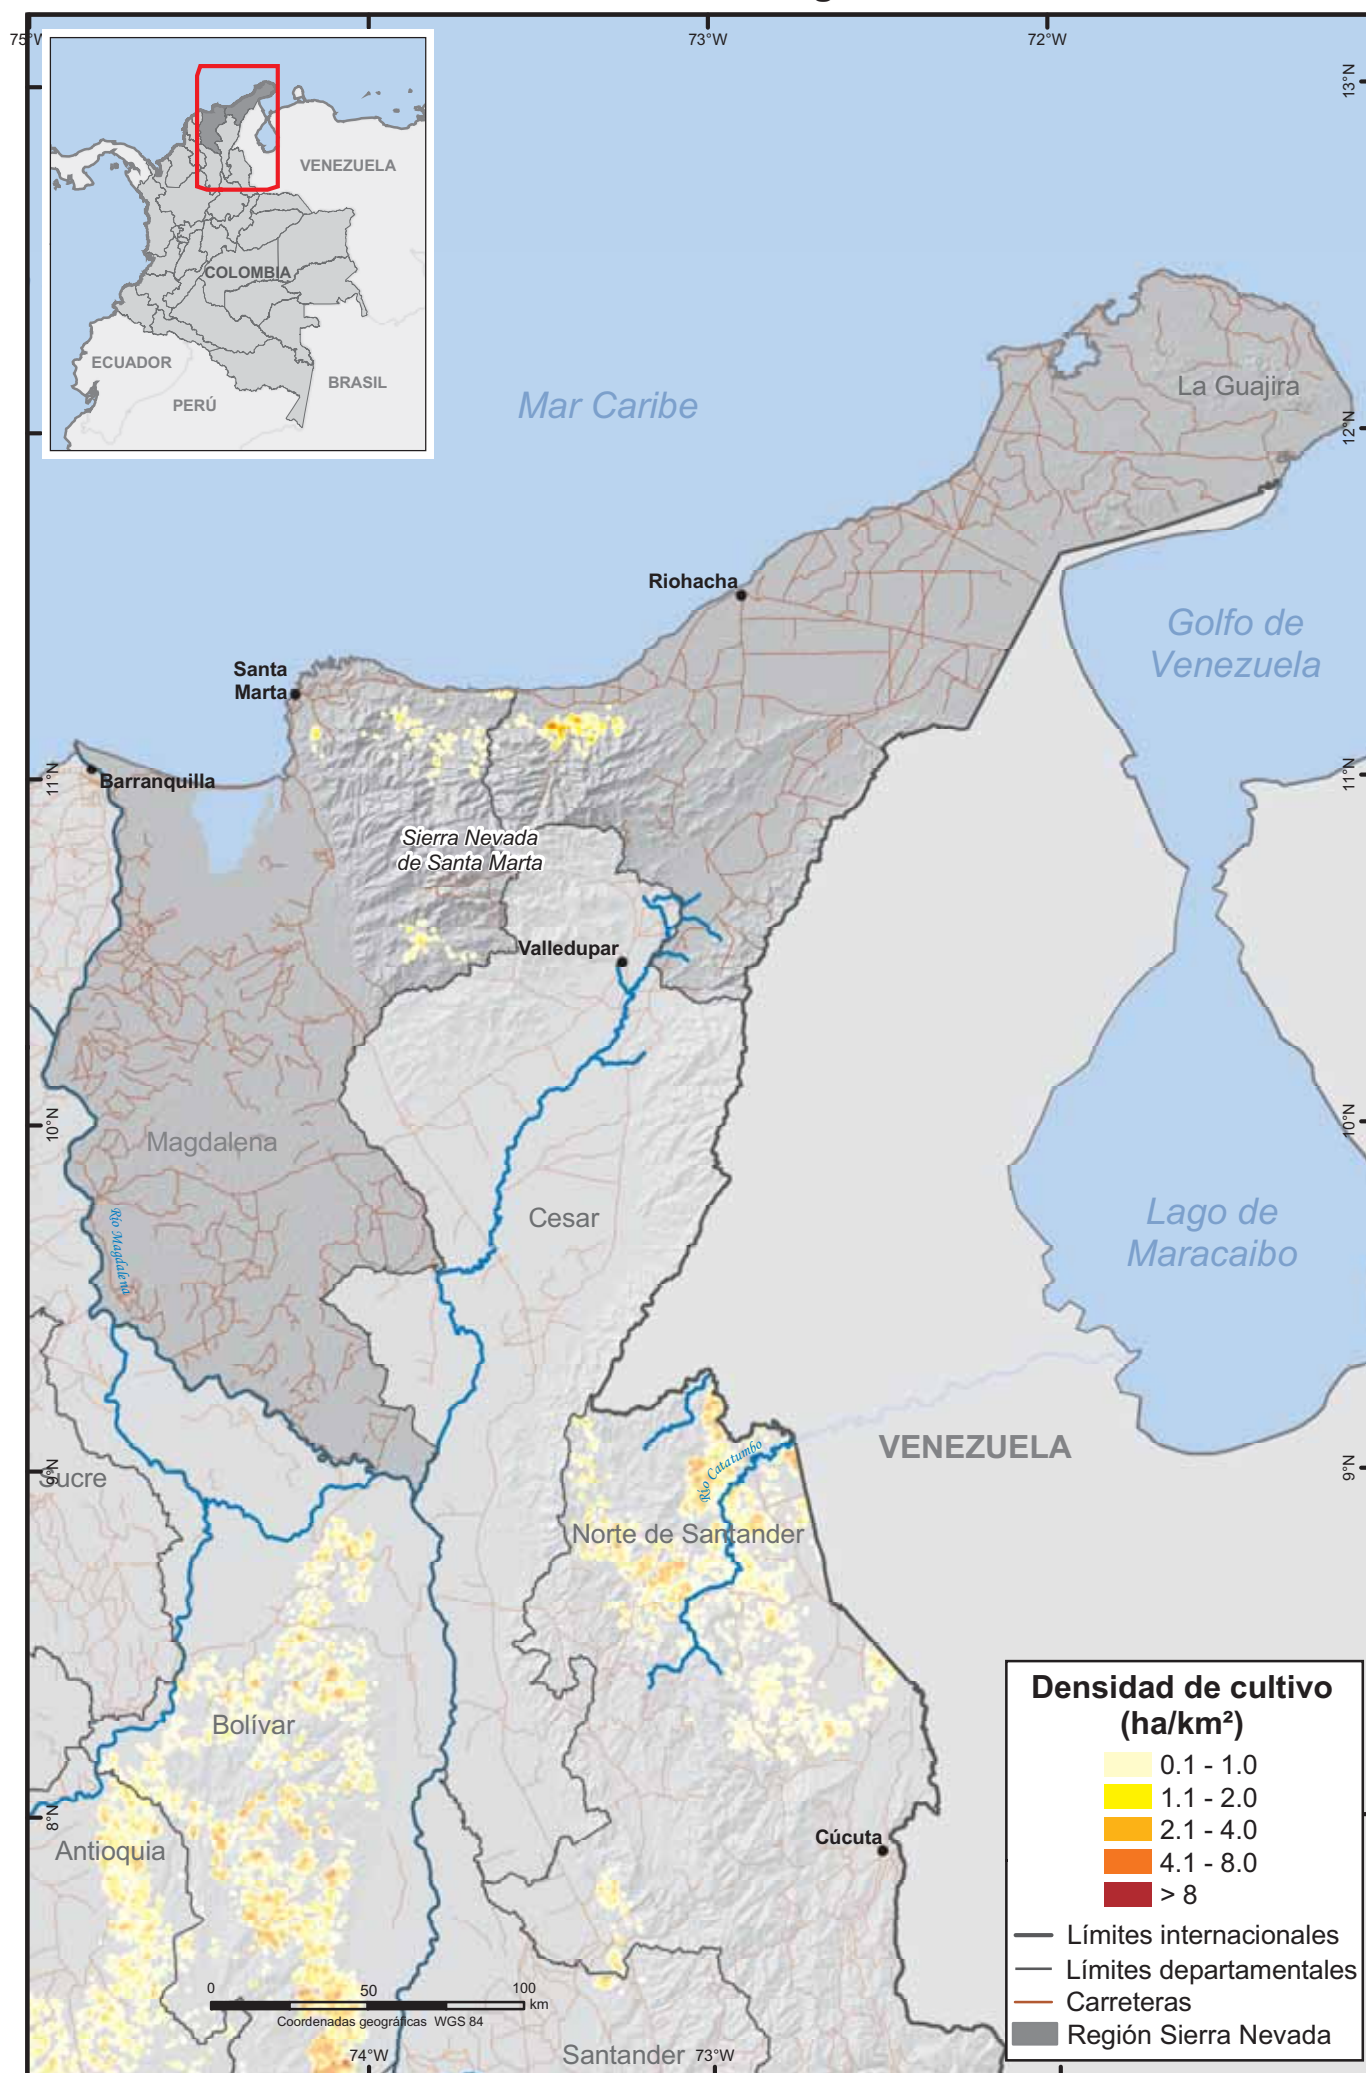 75°W
73°W
72°W
13°N
VENEZUELA
COLOMBIA
ECUADOR
BRASIL
PERÚ
Mar Caribe
La Guajira
12°N
Riohacha
Golfo de
Venezuela
Santa
Marta
11°N
Barranquilla
11°N
Sierra Nevada
de Santa Marta
Valledupar
10°N
10°N
Magdalena
Río Magdalena
Cesar
Lago de
Maracaibo
VENEZUELA
Río Catatumbo
9°N
9°N
Sucre
Norte de Santander
Bolívar
8°N
Antioquia
Cúcuta
Densidad de cultivo
(ha/km²)
0.1 - 1.0
1.1 - 2.0
2.1 - 4.0
4.1 - 8.0
> 8
Límites internacionales
Límites departamentales
Carreteras
Región Sierra Nevada
0 50 100
km
Coordenadas geográficas WGS 84
Santander
74°W
73°W